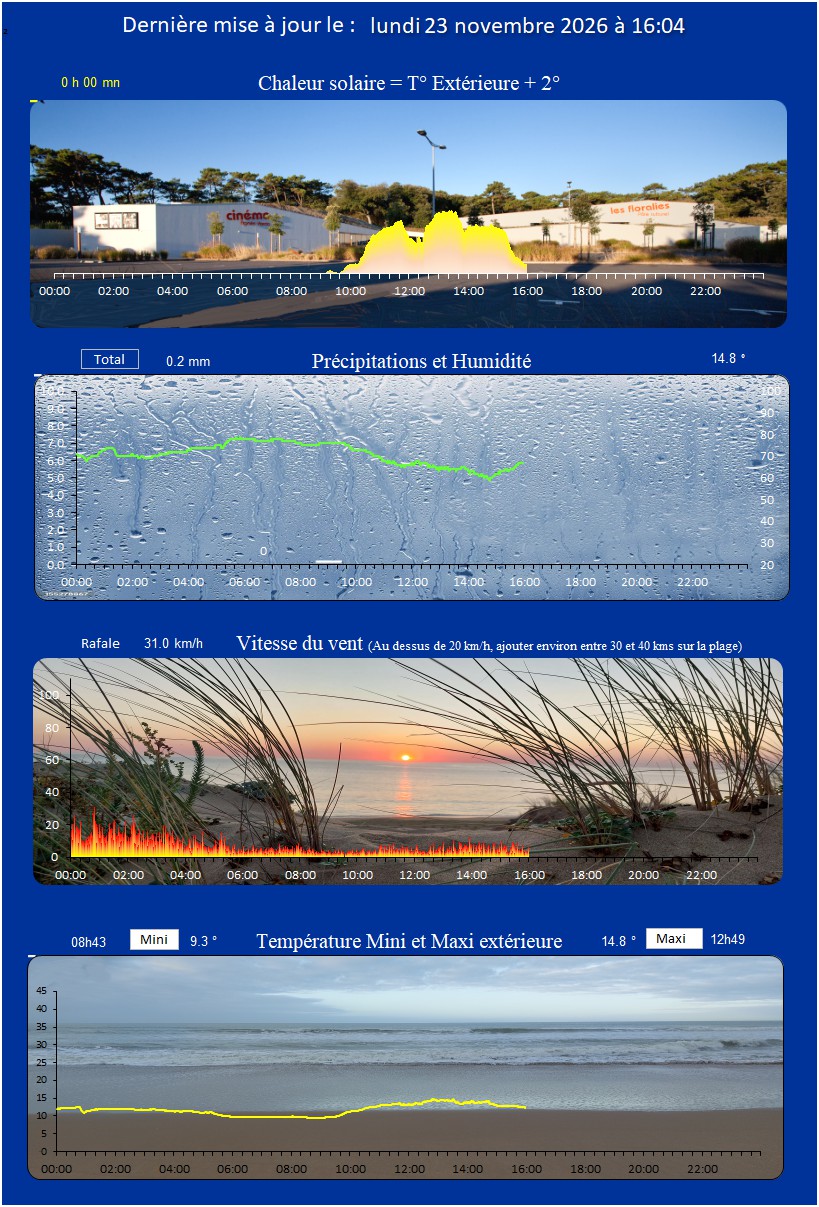 Dernière mise à jour le : lundi 23 novembre 2026 à 16:04
0 h 00 mn
Chaleur solaire = T° Extérieure + 2°
cinéma
les floralies
00:00 02:00 04:00 06:00 08:00 10:00 12:00 14:00 16:00 18:00 20:00 22:00
Total 0.2 mm Précipitations et Humidité 14.8 °
10.0 100
9.0 90
8.0 80
7.0 70
6.0 60
5.0 50
4.0 40
3.0 30
2.0 20
1.0
0.0
0
00:00 02:00 04:00 06:00 08:00 10:00 12:00 14:00 16:00 18:00 20:00 22:00
Rafale 31.0 km/h Vitesse du vent (Au dessus de 20 km/h, ajouter environ entre 30 et 40 kms sur la plage)
100
80
60
40
20
0
00:00 02:00 04:00 06:00 08:00 10:00 12:00 14:00 16:00 18:00 20:00 22:00
08h43 Mini 9.3 ° Température Mini et Maxi extérieure 14.8 ° Maxi 12h49
45
40
35
30
25
20
15
10
5
0
00:00 02:00 04:00 06:00 08:00 10:00 12:00 14:00 16:00 18:00 20:00 22:00